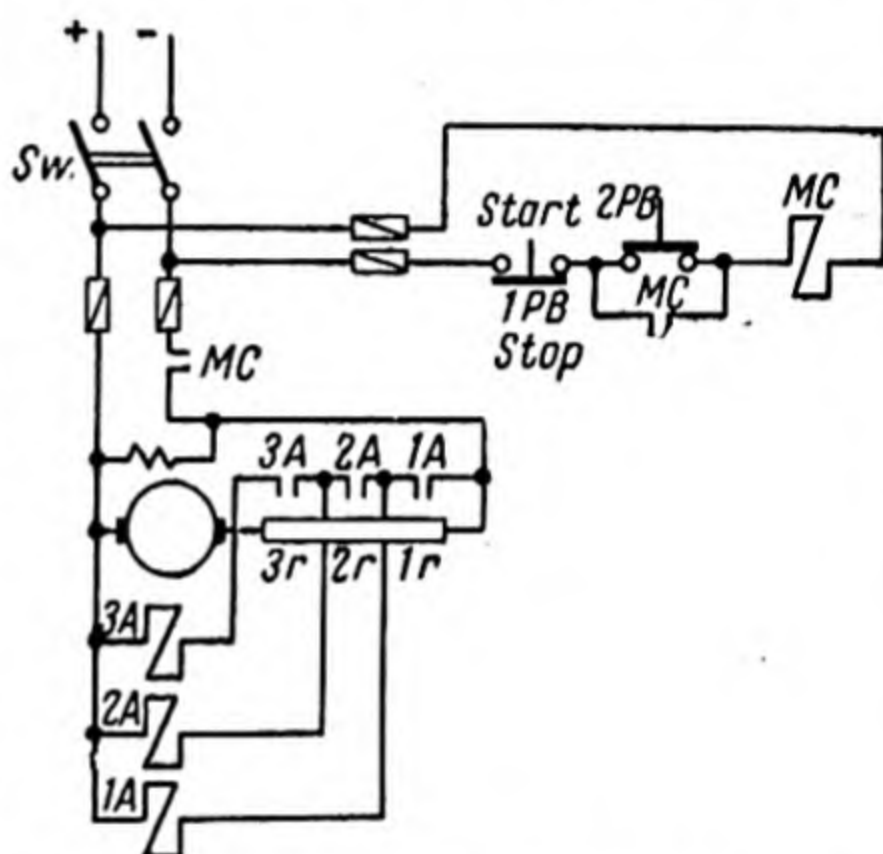 + -
Sw.
Start 2PB MC
1PB MC
Stop
MC
3A 2A 1A
3r 2r 1r
3A
2A
1A